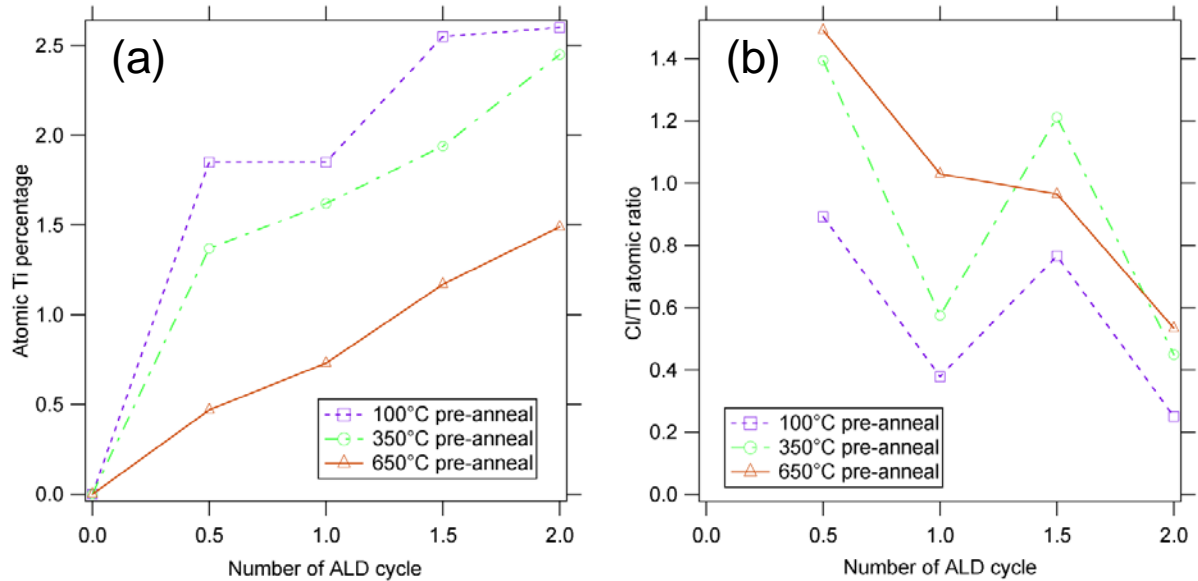 (a)
Atomic Ti percentage
2.5
2.0
1.5
1.0
0.5
0.0
100°C pre-anneal
350°C pre-anneal
650°C pre-anneal
0.0 0.5 1.0 1.5 2.0
Number of ALD cycle
(b)
Cl/Ti atomic ratio
1.4
1.2
1.0
0.8
0.6
0.4
0.2
0.0
100°C pre-anneal
350°C pre-anneal
650°C pre-anneal
0.0 0.5 1.0 1.5 2.0
Number of ALD cycle